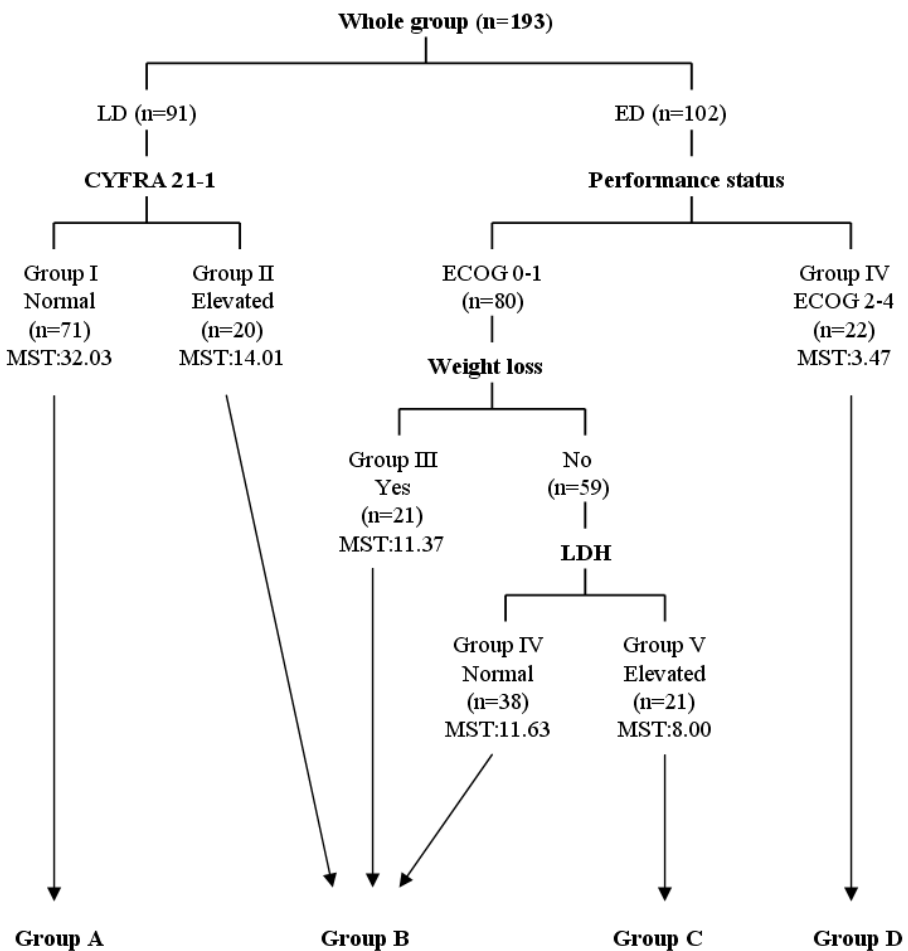 Whole group (n=193)
LD (n=91)
ED (n=102)
CYFRA 21-1
Performance status
Group I
Normal
(n=71)
MST:32.03
Group II
Elevated
(n=20)
MST:14.01
ECOG 0-1
(n=80)
Group IV
ECOG 2-4
(n=22)
MST:3.47
Weight loss
Group III
Yes
(n=21)
MST:11.37
No
(n=59)
LDH
Group IV
Normal
(n=38)
MST:11.63
Group V
Elevated
(n=21)
MST:8.00
Group A
Group B
Group C
Group D